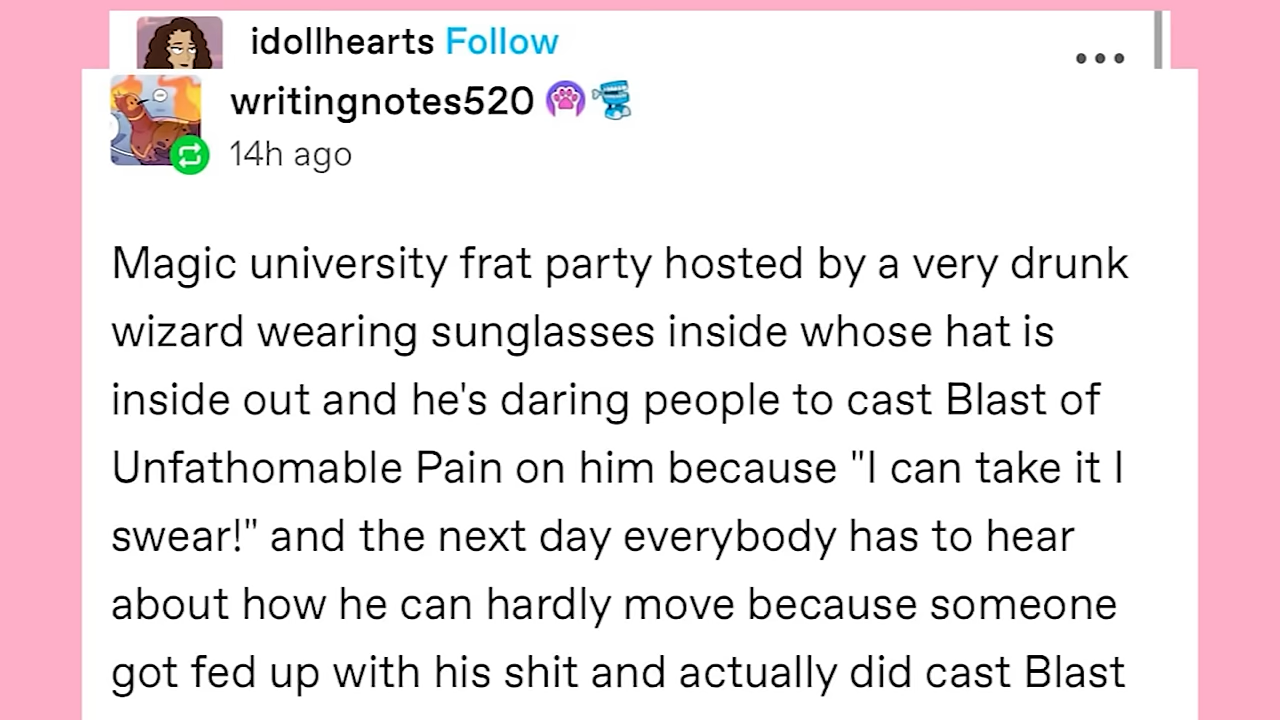 idollhearts Follow
writingnotes520
14h ago
Magic university frat party hosted by a very drunk
wizard wearing sunglasses inside whose hat is
inside out and he's daring people to cast Blast of
Unfathomable Pain on him because "I can take it I
swear!" and the next day everybody has to hear
about how he can hardly move because someone
got fed up with his shit and actually did cast Blast